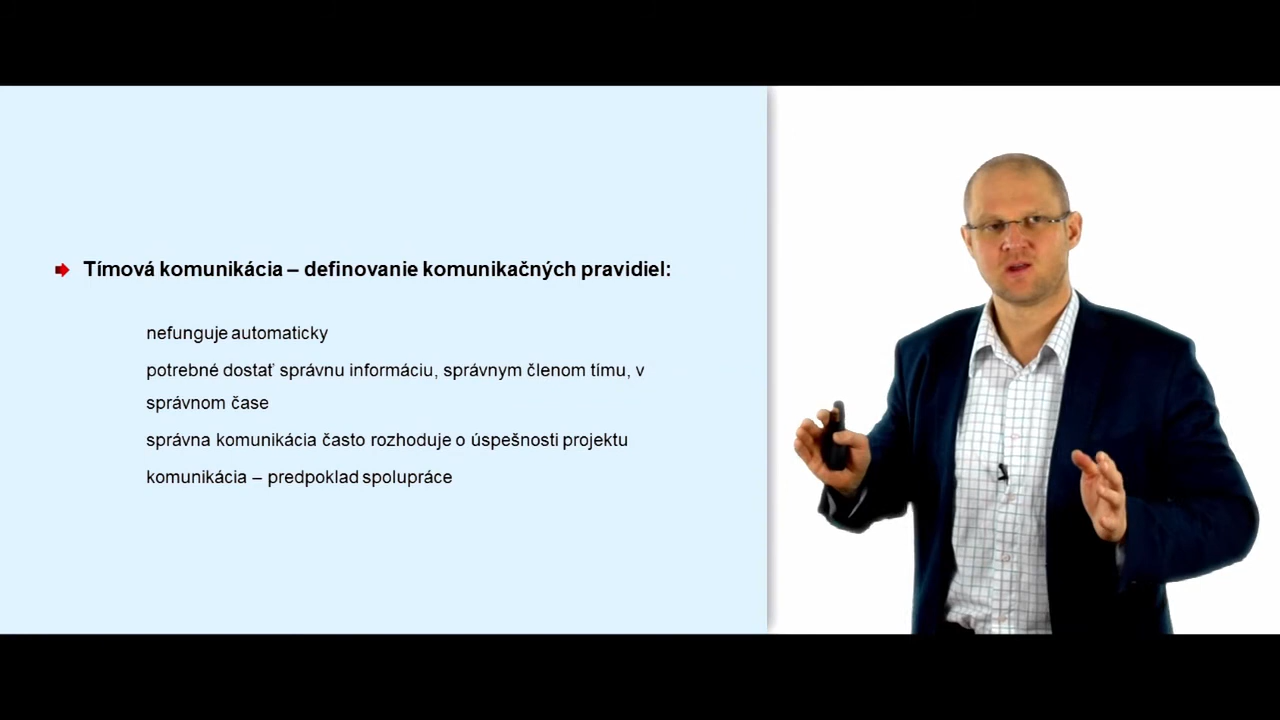 Tímová komunikácia – definovanie komunikačných pravidiel:
nefunguje automaticky
potrebné dostať správnu informáciu, správnym členom tímu, v
správnom čase
správna komunikácia často rozhoduje o úspešnosti projektu
komunikácia – predpoklad spolupráce